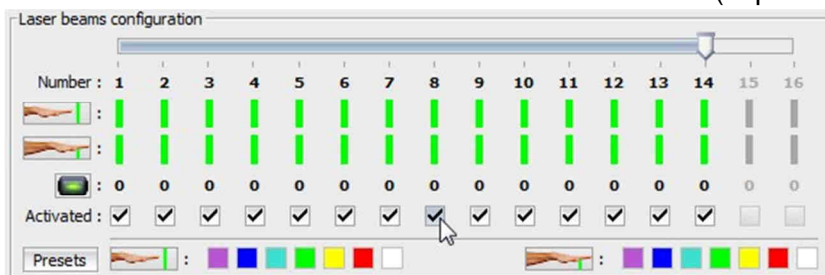 Laser beams configuration
Number : 1 2 3 4 5 6 7 8 9 10 11 12 13 14 15 16
:
:
: 0 0 0 0 0 0 0 0 0 0 0 0 0 0 0 0
Activated :
Presets : :